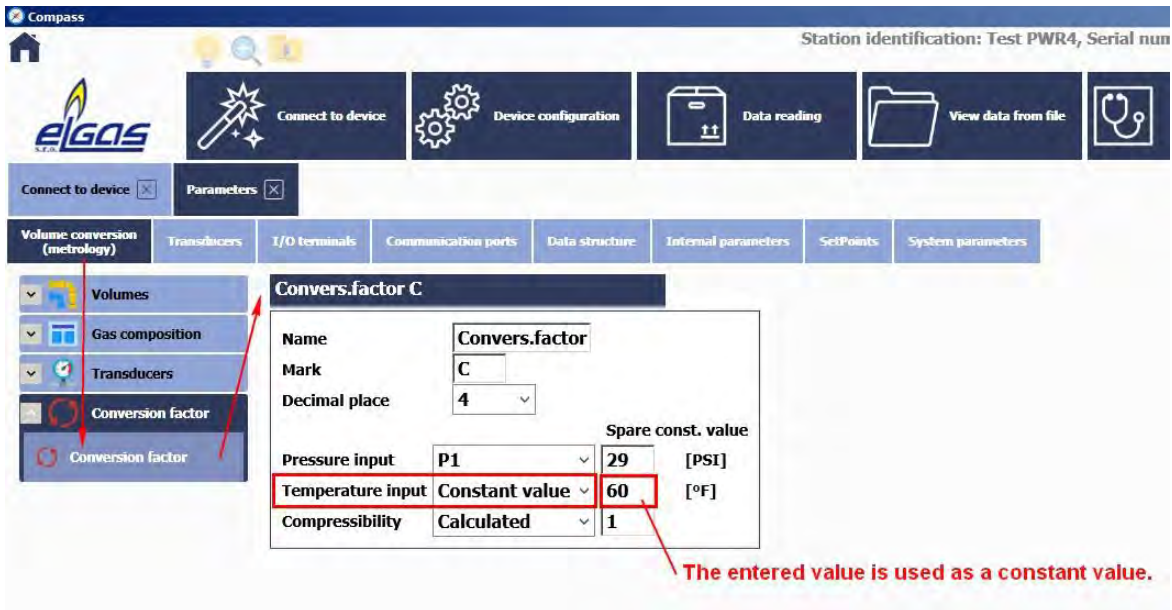 Compass
Station identification: Test PWR4, Serial num
elgas
s.r.o.
Connect to device
Device configuration
Data reading
View data from file
Connect to device
Parameters
Volume conversion
(metrology)
Transducers
I/O terminals
Communication ports
Data structure
Internal parameters
SetPoints
System parameters
Volumes
Gas composition
Transducers
Conversion factor
Conversion factor
Convers.factor C
Name Convers.factor
Mark C
Decimal place 4
Spare const. value
Pressure input P1 29 [PSI]
Temperature input Constant value 60 [ºF]
Compressibility Calculated 1
The entered value is used as a constant value.